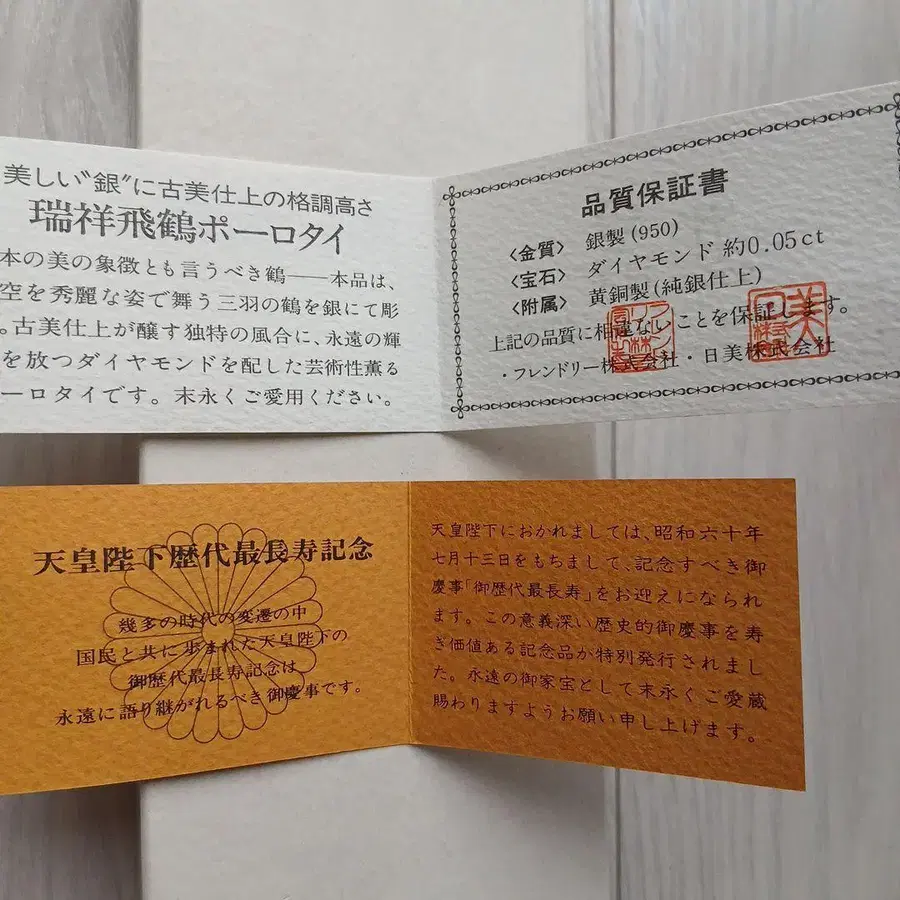 美しい"銀"に古美仕上の格調高さ
瑞祥飛鶴ポーロタイ
本の美の象徴とも言うべき鶴――本品は、
空を秀麗な姿で舞う三羽の鶴を銀にて彫
。古美仕上が醸す独特の風合に、永遠の輝
を放つダイヤモンドを配した芸術性薫る
ーロタイです。末永くご愛用ください。
品質保証書
〈金質〉 銀製(950)
〈宝石〉 ダイヤモンド 約0.05ct
〈附属〉 黄銅製(純銀仕上)
上記の品質に相違ないことを保証します。
・フレンドリー株式会社・日美株式会社
天皇陛下歴代最長寿記念
幾多の時代の変遷の中
国民と共に歩まれた天皇陛下の
御歴代最長寿記念は
永遠に語り継がれるべき御慶事です。
天皇陛下におかれましては、昭和六十年
七月十三日をもちまして、記念すべき御
慶事「御歴代最長寿」をお迎えになられ
ます。この意義深い歴史的御慶事を寿
ぎ価値ある記念品が特別発行されまし
た。永遠の御家宝として末永くご愛蔵
賜わりますようお願い申し上げます。